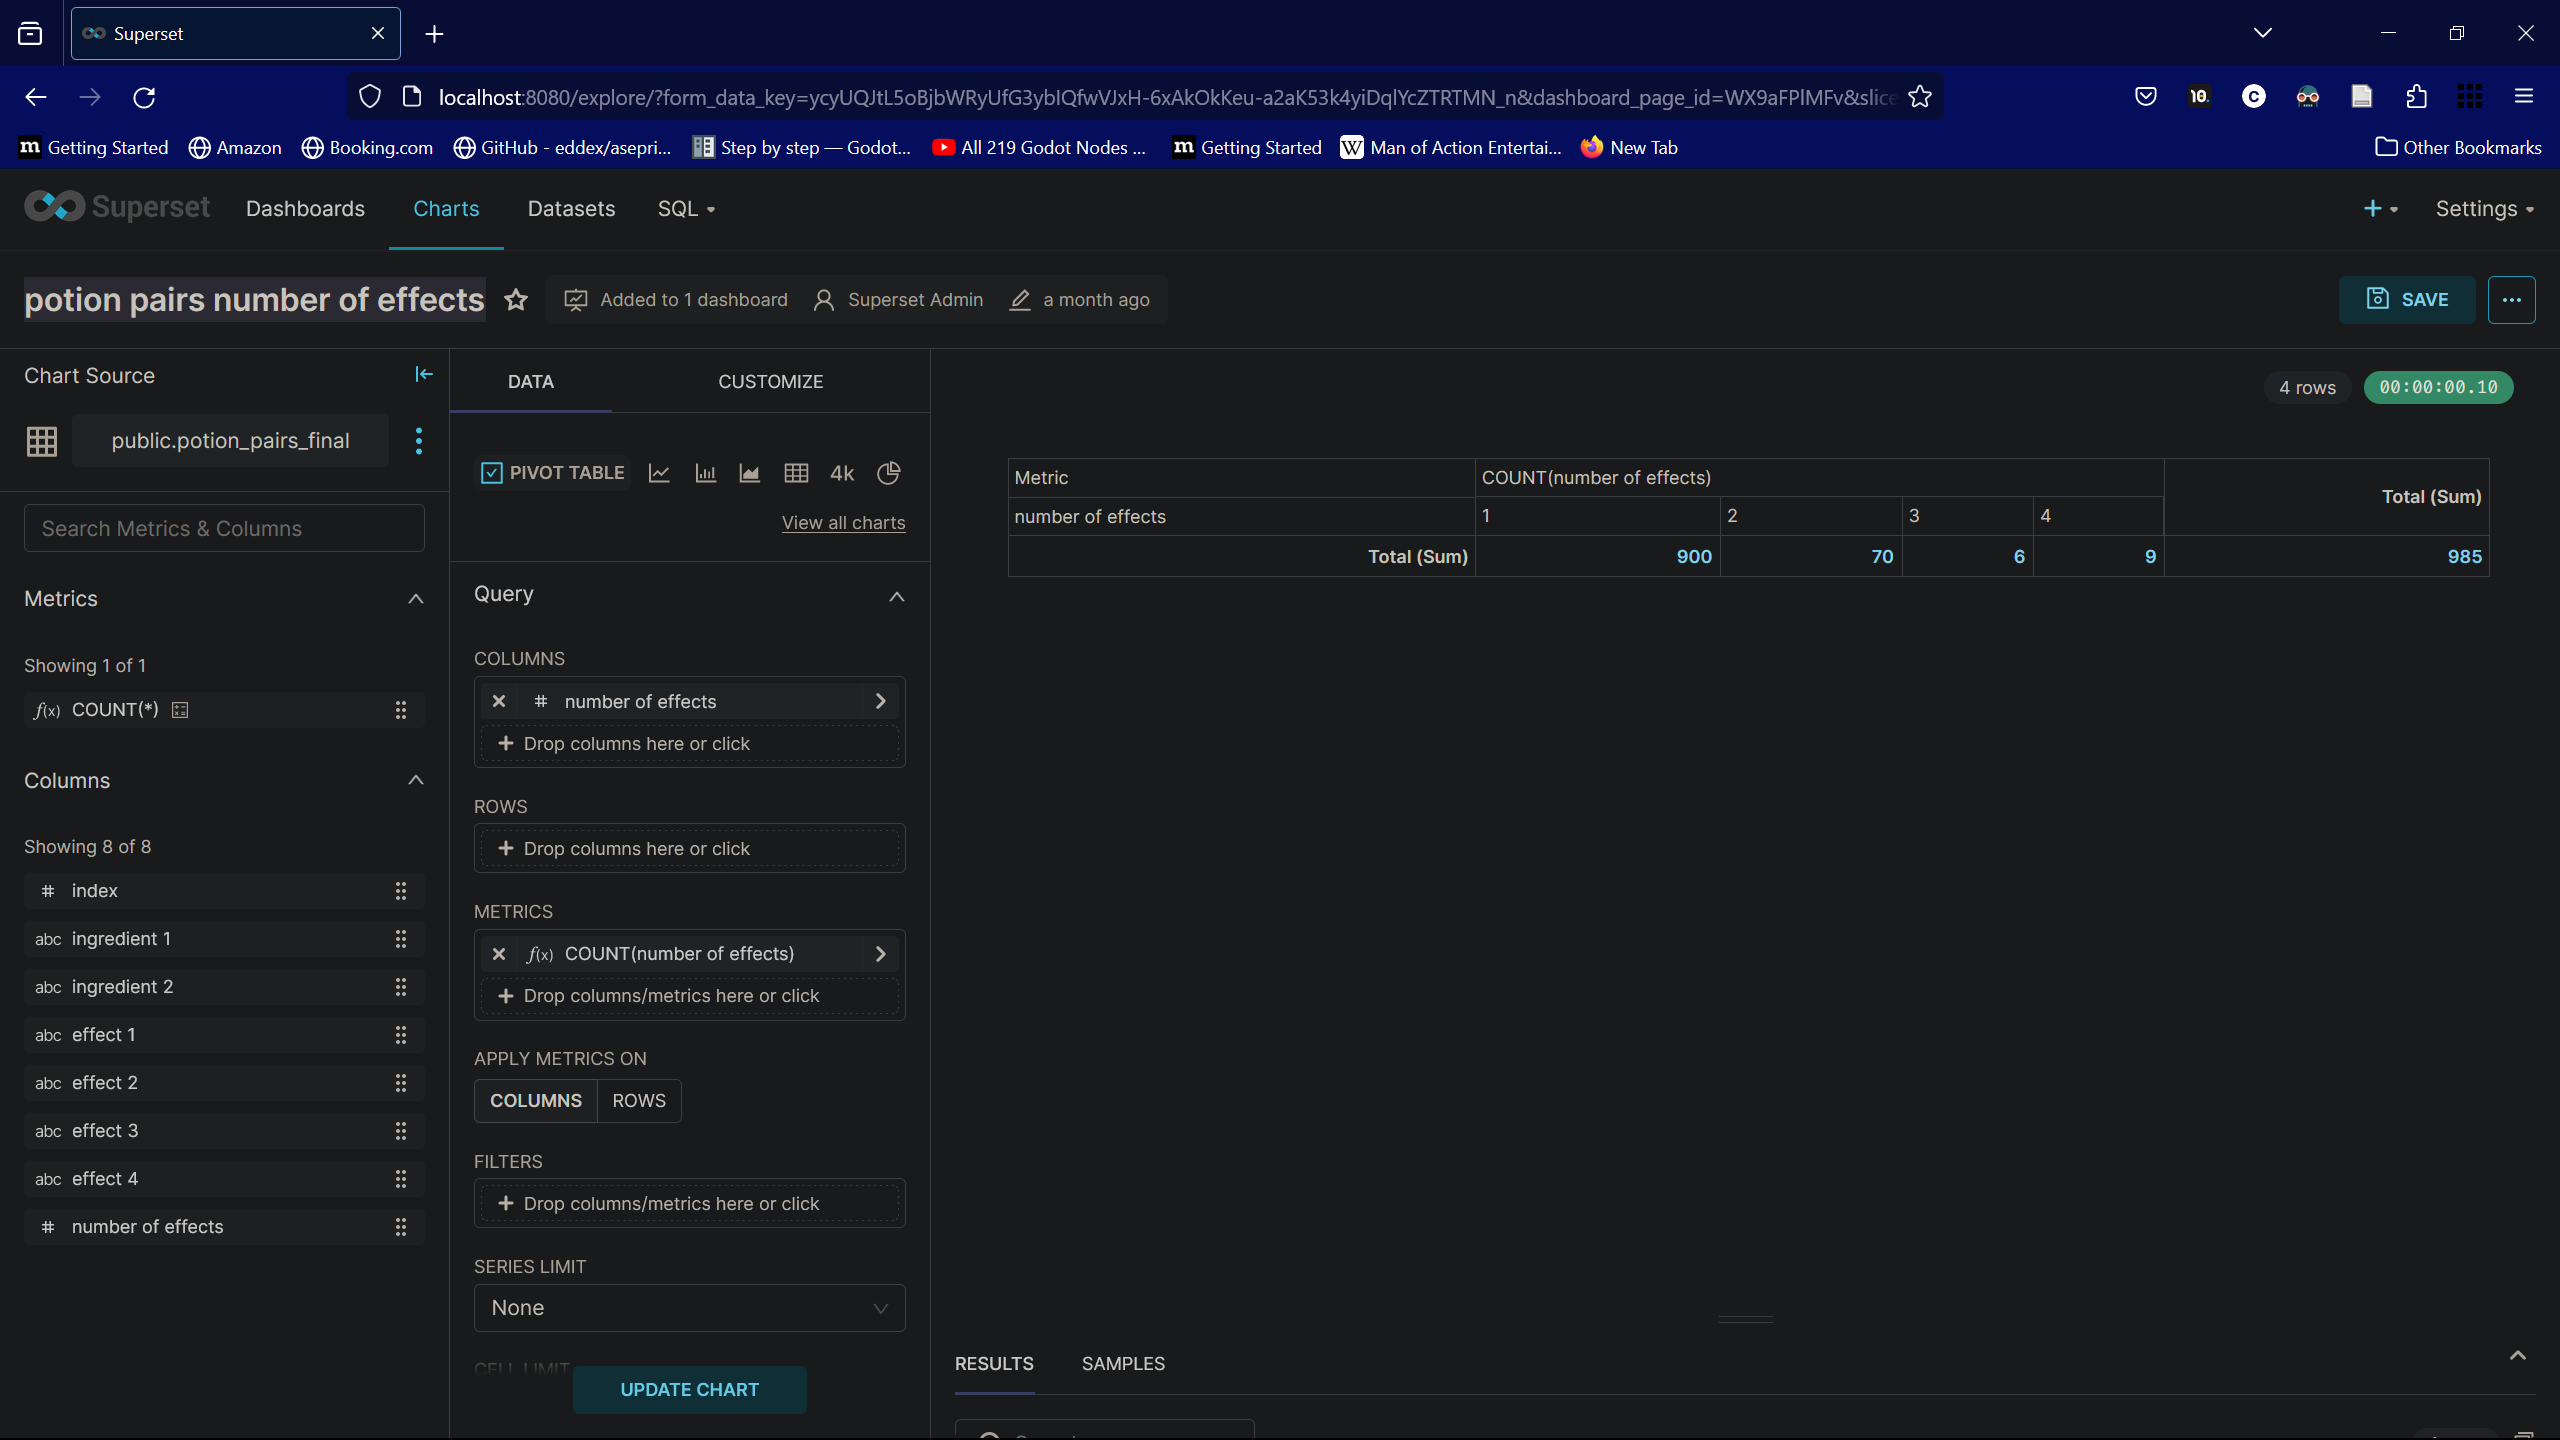 Superset
localhost:8080/explore/?form_data_key=ycyUQJtL5oBjbWRyUfG3yblQfwVJxH-6xAkOkKeu-a2aK53k4yiDqlYcZTRTMN_n&dashboard_page_id=WX9aFPlMFv&slice
Getting Started Amazon Booking.com GitHub - eddex/asepri... Step by step — Godot... All 219 Godot Nodes ... Getting Started Man of Action Entertai... New Tab Other Bookmarks
Superset Dashboards Charts Datasets SQL Settings
potion pairs number of effects Added to 1 dashboard Superset Admin a month ago SAVE
Chart Source
public.potion_pairs_final
Search Metrics & Columns
Metrics
Showing 1 of 1
f(x) COUNT(*)
Columns
Showing 8 of 8
# index
abc ingredient 1
abc ingredient 2
abc effect 1
abc effect 2
abc effect 3
abc effect 4
# number of effects
DATA CUSTOMIZE
PIVOT TABLE 4k
View all charts
Query
COLUMNS
# number of effects
+ Drop columns here or click
ROWS
+ Drop columns here or click
METRICS
f(x) COUNT(number of effects)
+ Drop columns/metrics here or click
APPLY METRICS ON
COLUMNS ROWS
FILTERS
+ Drop columns/metrics here or click
SERIES LIMIT
None
CELL LIMIT
UPDATE CHART
4 rows 00:00:00.10
Metric COUNT(number of effects) Total (Sum)
number of effects 1 2 3 4
Total (Sum) 900 70 6 9 985
RESULTS SAMPLES